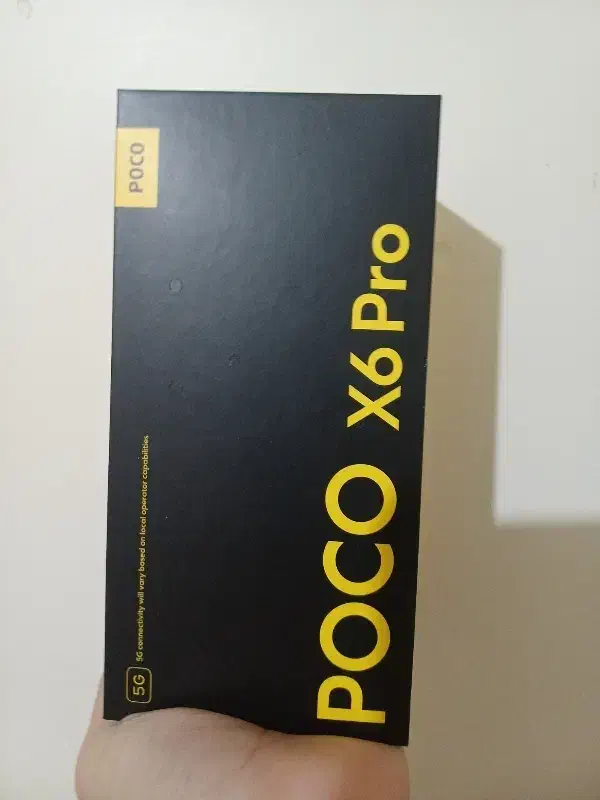 POCO
POCO X6 Pro
5G
5G connectivity will vary based on local operator capabilities